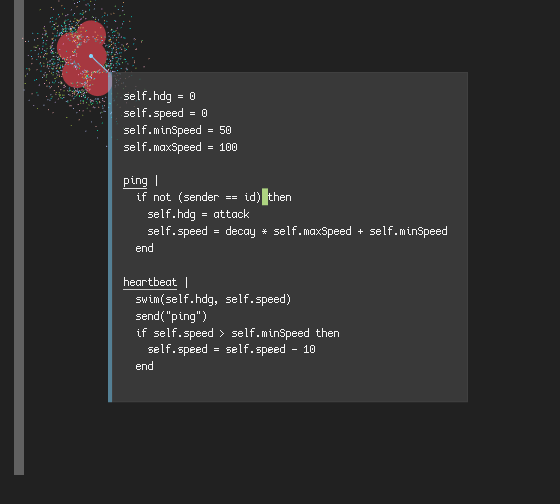 self.hdg = 0
self.speed = 0
self.minSpeed = 50
self.maxSpeed = 100
ping |
if not (sender == id) then
self.hdg = attack
self.speed = decay * self.maxSpeed + self.minSpeed
end
heartbeat |
swim(self.hdg, self.speed)
send("ping")
if self.speed > self.minSpeed then
self.speed = self.speed - 10
end